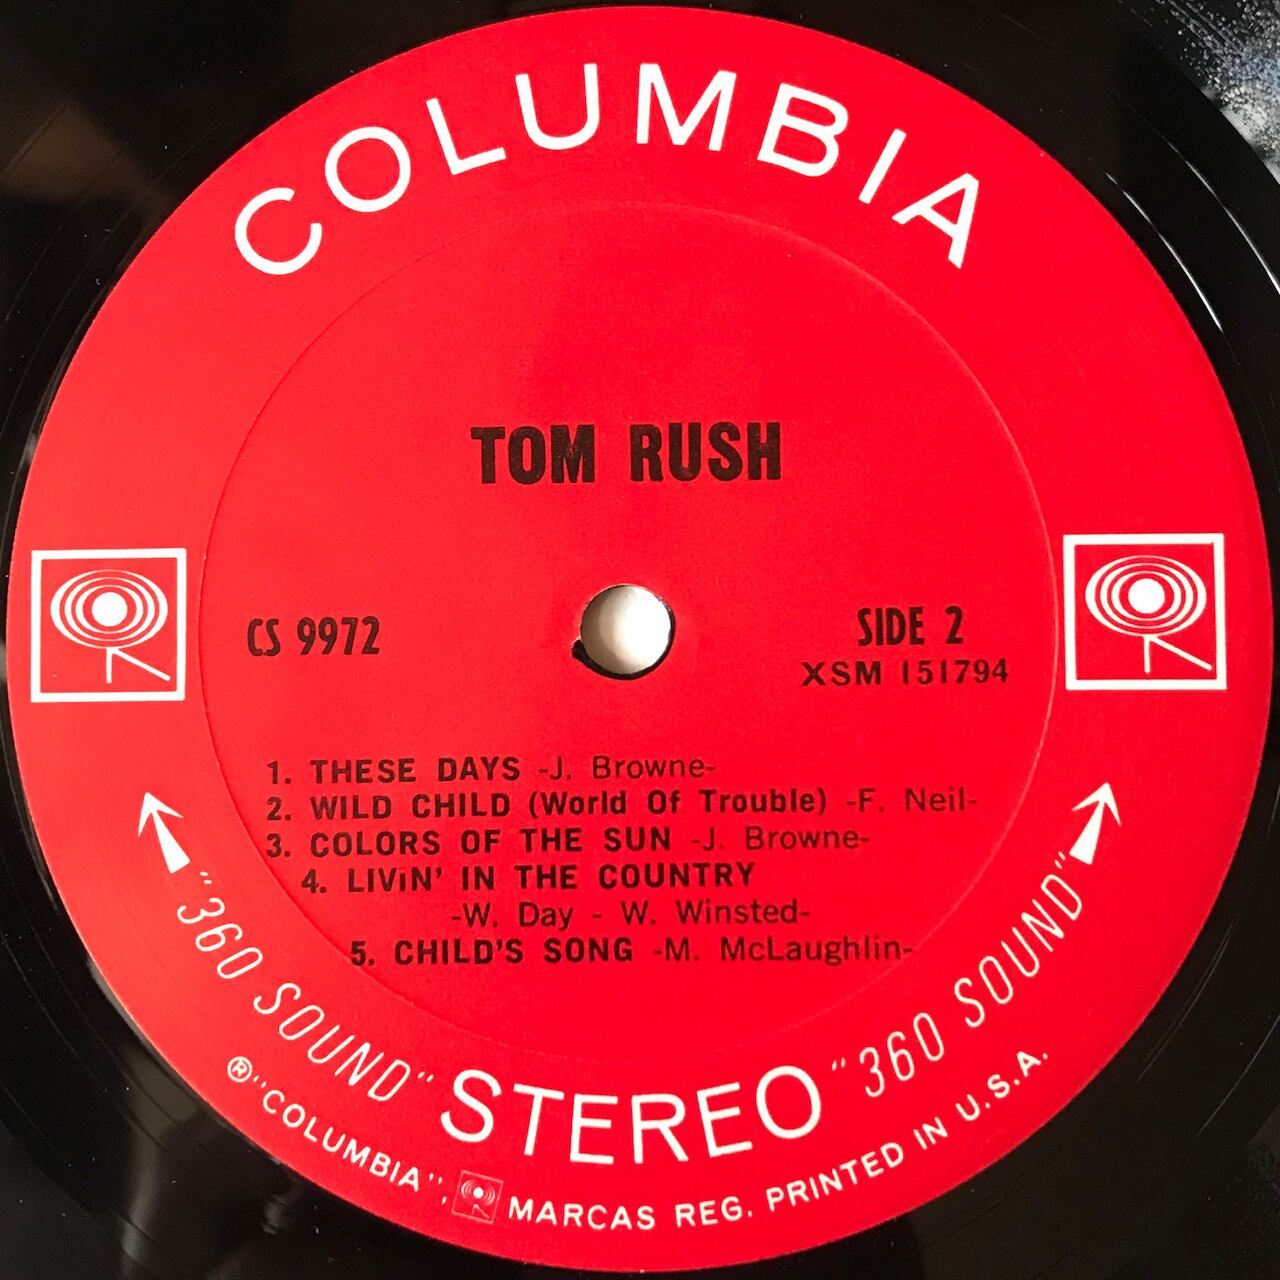 COLUMBIA
TOM RUSH
CS 9972
SIDE 2
XSM 151794
1. THESE DAYS -J. Browne-
2. WILD CHILD (World Of Trouble) -F. Neil-
3. COLORS OF THE SUN -J. Browne-
4. LIViN' IN THE COUNTRY
-W. Day - W. Winsted-
5. CHILD'S SONG -M. McLaughlin-
"360 SOUND" STEREO "360 SOUND"
®"COLUMBIA", MARCAS REG. PRINTED IN U.S.A.